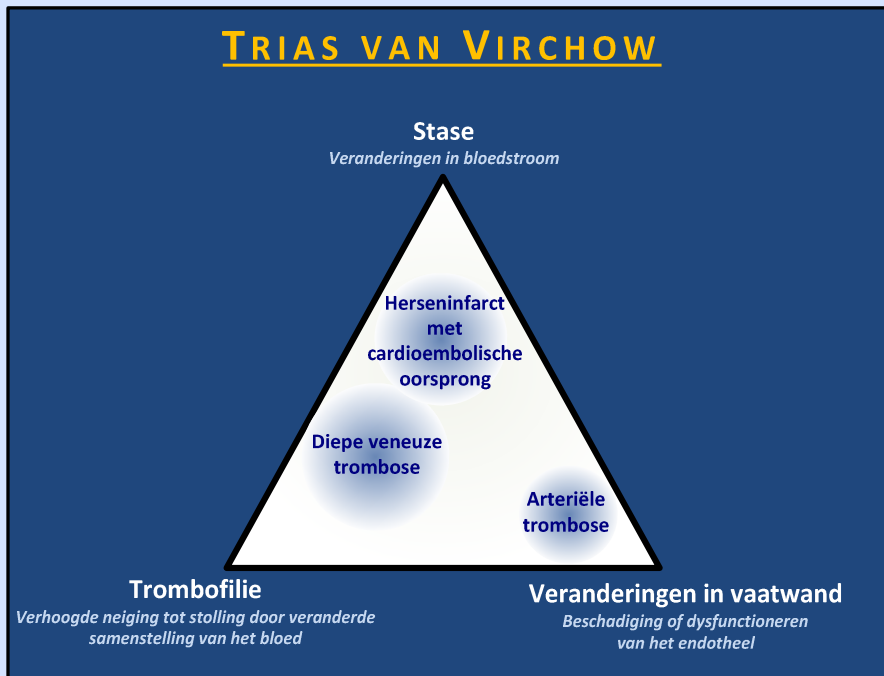 TRIAS VAN VIRCHOW
Stase
Veranderingen in bloedstroom
Herseninfarct
met
cardioembolische
oorsprong
Diepe veneuze
trombose
Arteriële
trombose
Trombofilie
Verhoogde neiging tot stolling door veranderde
samenstelling van het bloed
Veranderingen in vaatwand
Beschadiging of dysfunctioneren
van het endotheel